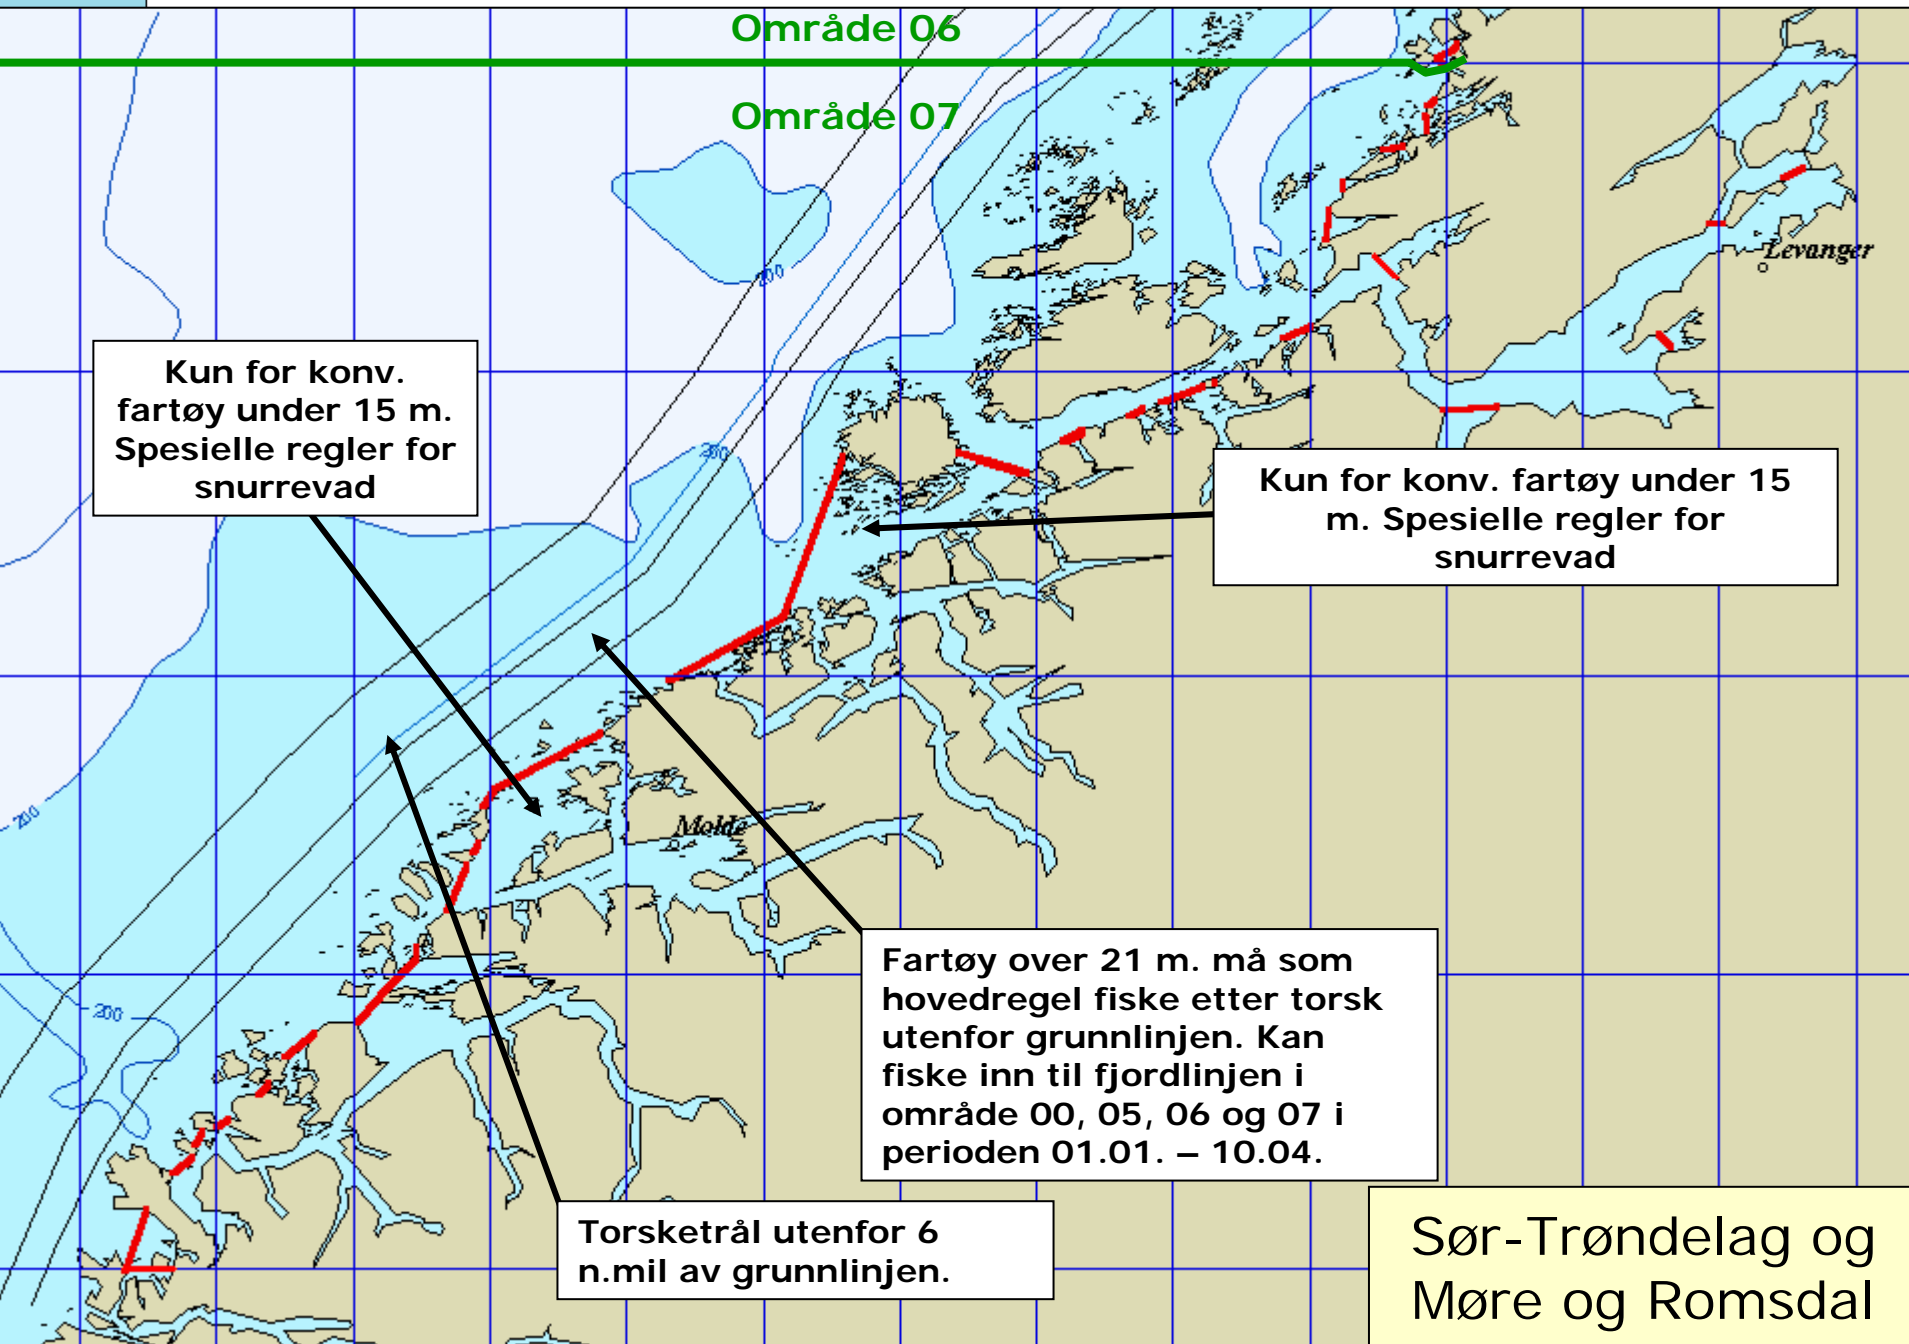 Område 06
Område 07
Levanger
200
Kun for konv.
fartøy under 15 m.
Spesielle regler for
snurrevad
200
Kun for konv. fartøy under 15
m. Spesielle regler for
snurrevad
200
Molde
Fartøy over 21 m. må som
hovedregel fiske etter torsk
utenfor grunnlinjen. Kan
fiske inn til fjordlinjen i
område 00, 05, 06 og 07 i
perioden 01.01. – 10.04.
200
Torsketrål utenfor 6
n.mil av grunnlinjen.
Sør-Trøndelag og
Møre og Romsdal